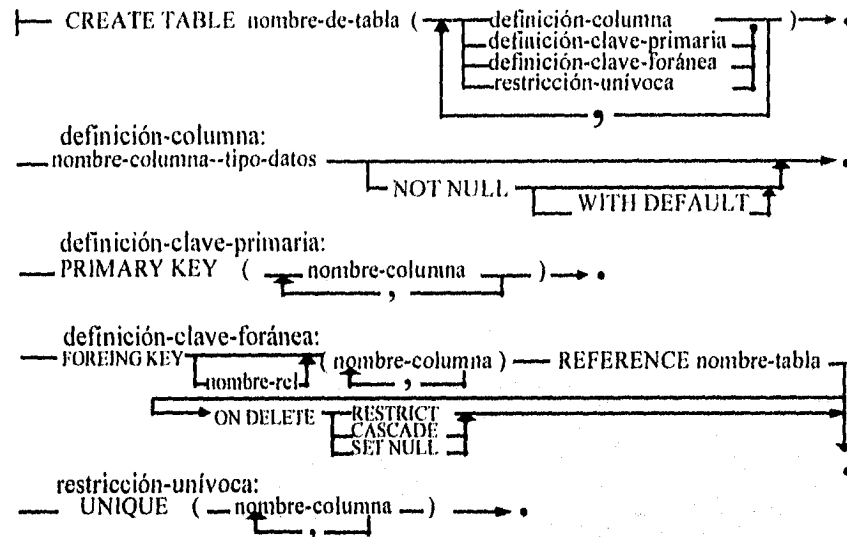 CREATE TABLE nombre-de-tabla ( definición-columna )
definición-clave-primaria
definición-clave-foránea
restricción-unívoca
,
definición-columna:
nombre-columna--tipo-datos
NOT NULL
WITH DEFAULT
definición-clave-primaria:
PRIMARY KEY ( nombre-columna )
,
definición-clave-foránea:
FOREING KEY ( nombre-columna ) REFERENCE nombre-tabla
nombre-rel ,
ON DELETE RESTRICT
CASCADE
SET NULL
restricción-unívoca:
UNIQUE ( nombre-columna )
,